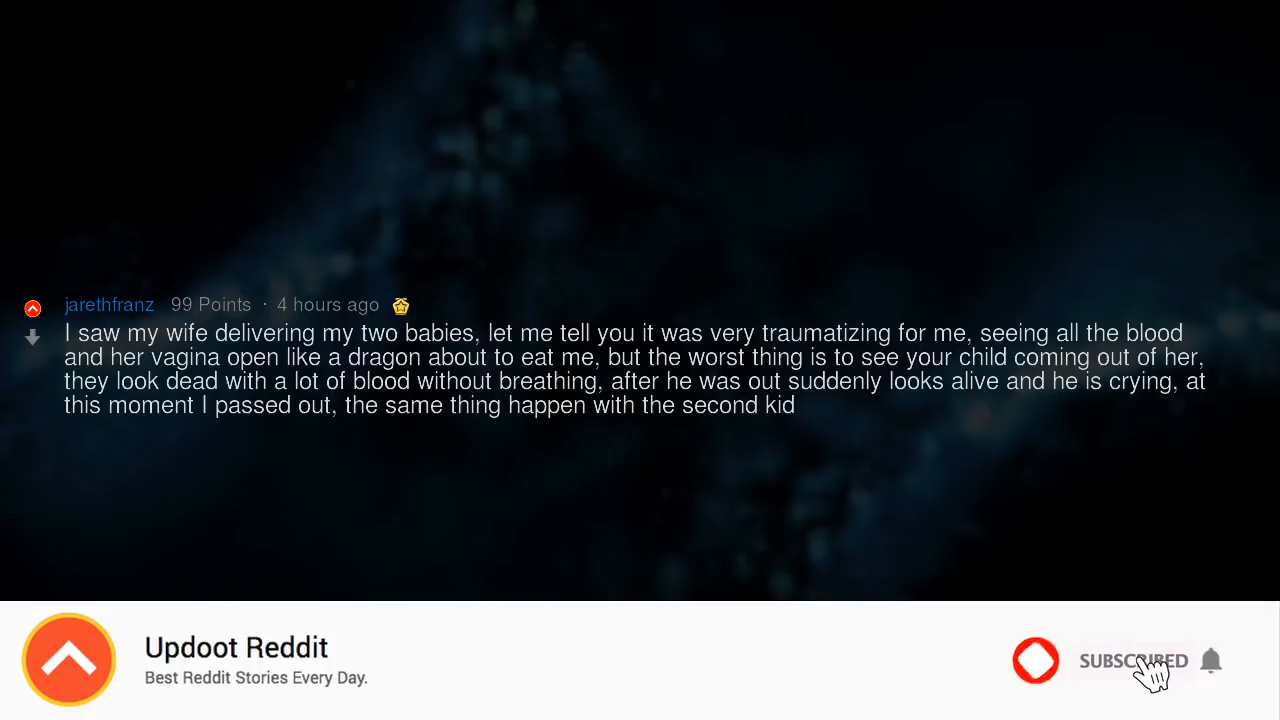 jarethfranz 99 Points · 4 hours ago
I saw my wife delivering my two babies, let me tell you it was very traumatizing for me, seeing all the blood
and her vagina open like a dragon about to eat me, but the worst thing is to see your child coming out of her,
they look dead with a lot of blood without breathing, after he was out suddenly looks alive and he is crying, at
this moment I passed out, the same thing happen with the second kid
Updoot Reddit
Best Reddit Stories Every Day.
SUBSCRIBED